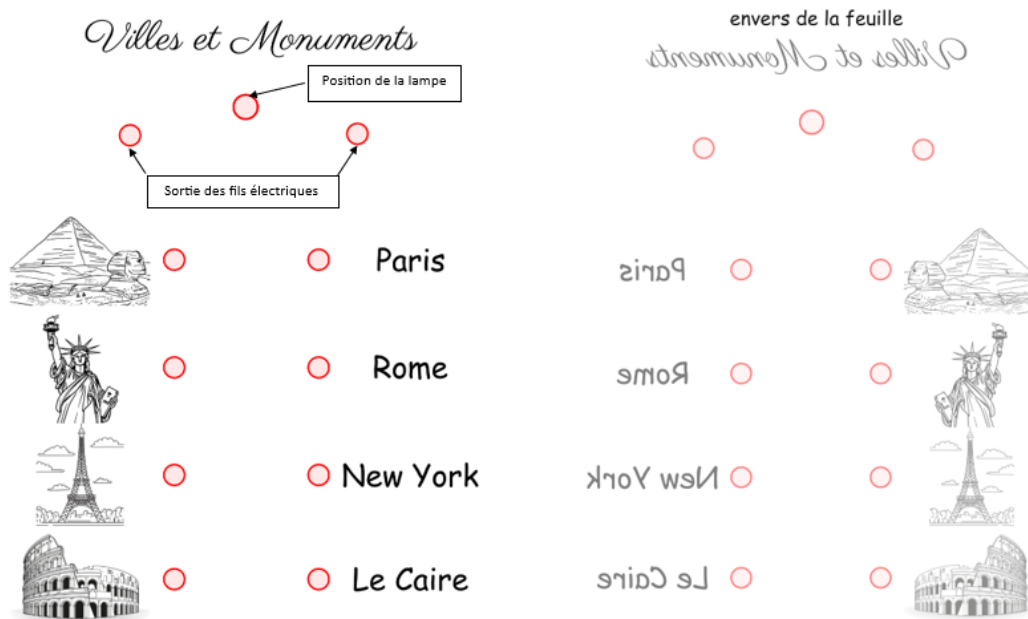 Villes et Monuments
Position de la lampe
Sortie des fils électriques
Paris
Rome
New York
Le Caire
envers de la feuille
Villes et Monuments
Paris
Rome
New York
Le Caire